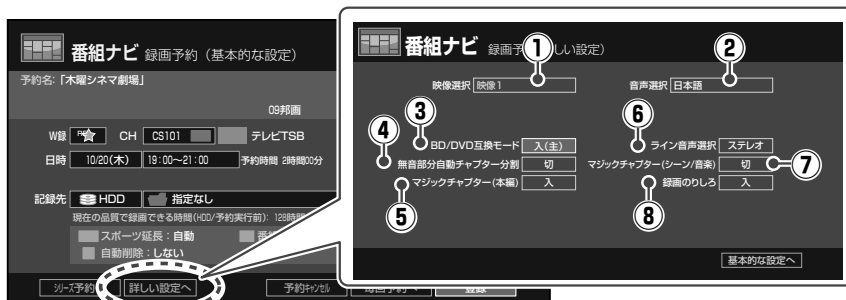 番組ナビ 録画予約（基本的な設定）
予約名:「木曜シネマ劇場」
09邦画
W録 CH CS101 テレビTSB
日時 10/20(木) 19:00～21:00 予約時間 2時間00分
記録先 HDD 指定なし
現在の品質で録画できる時間(HDD/予約実行前): 128時間
スポーツ延長：自動
自動削除：しない
シリーズ予約
詳しい設定へ
予約キャンセル
番組ナビ 録画予 しい設定)
①
②
映像選択 映像1
音声選択 日本語
③
BD/DVD互換モード 入(主)
④
無音部分自動チャプター分割 切
⑤
マジックチャプター(本編) 入
⑥
ライン音声選択 ステレオ
マジックチャプター(シーン/音楽) 切
⑦
録画のりしろ 入
⑧
基本的な設定へ